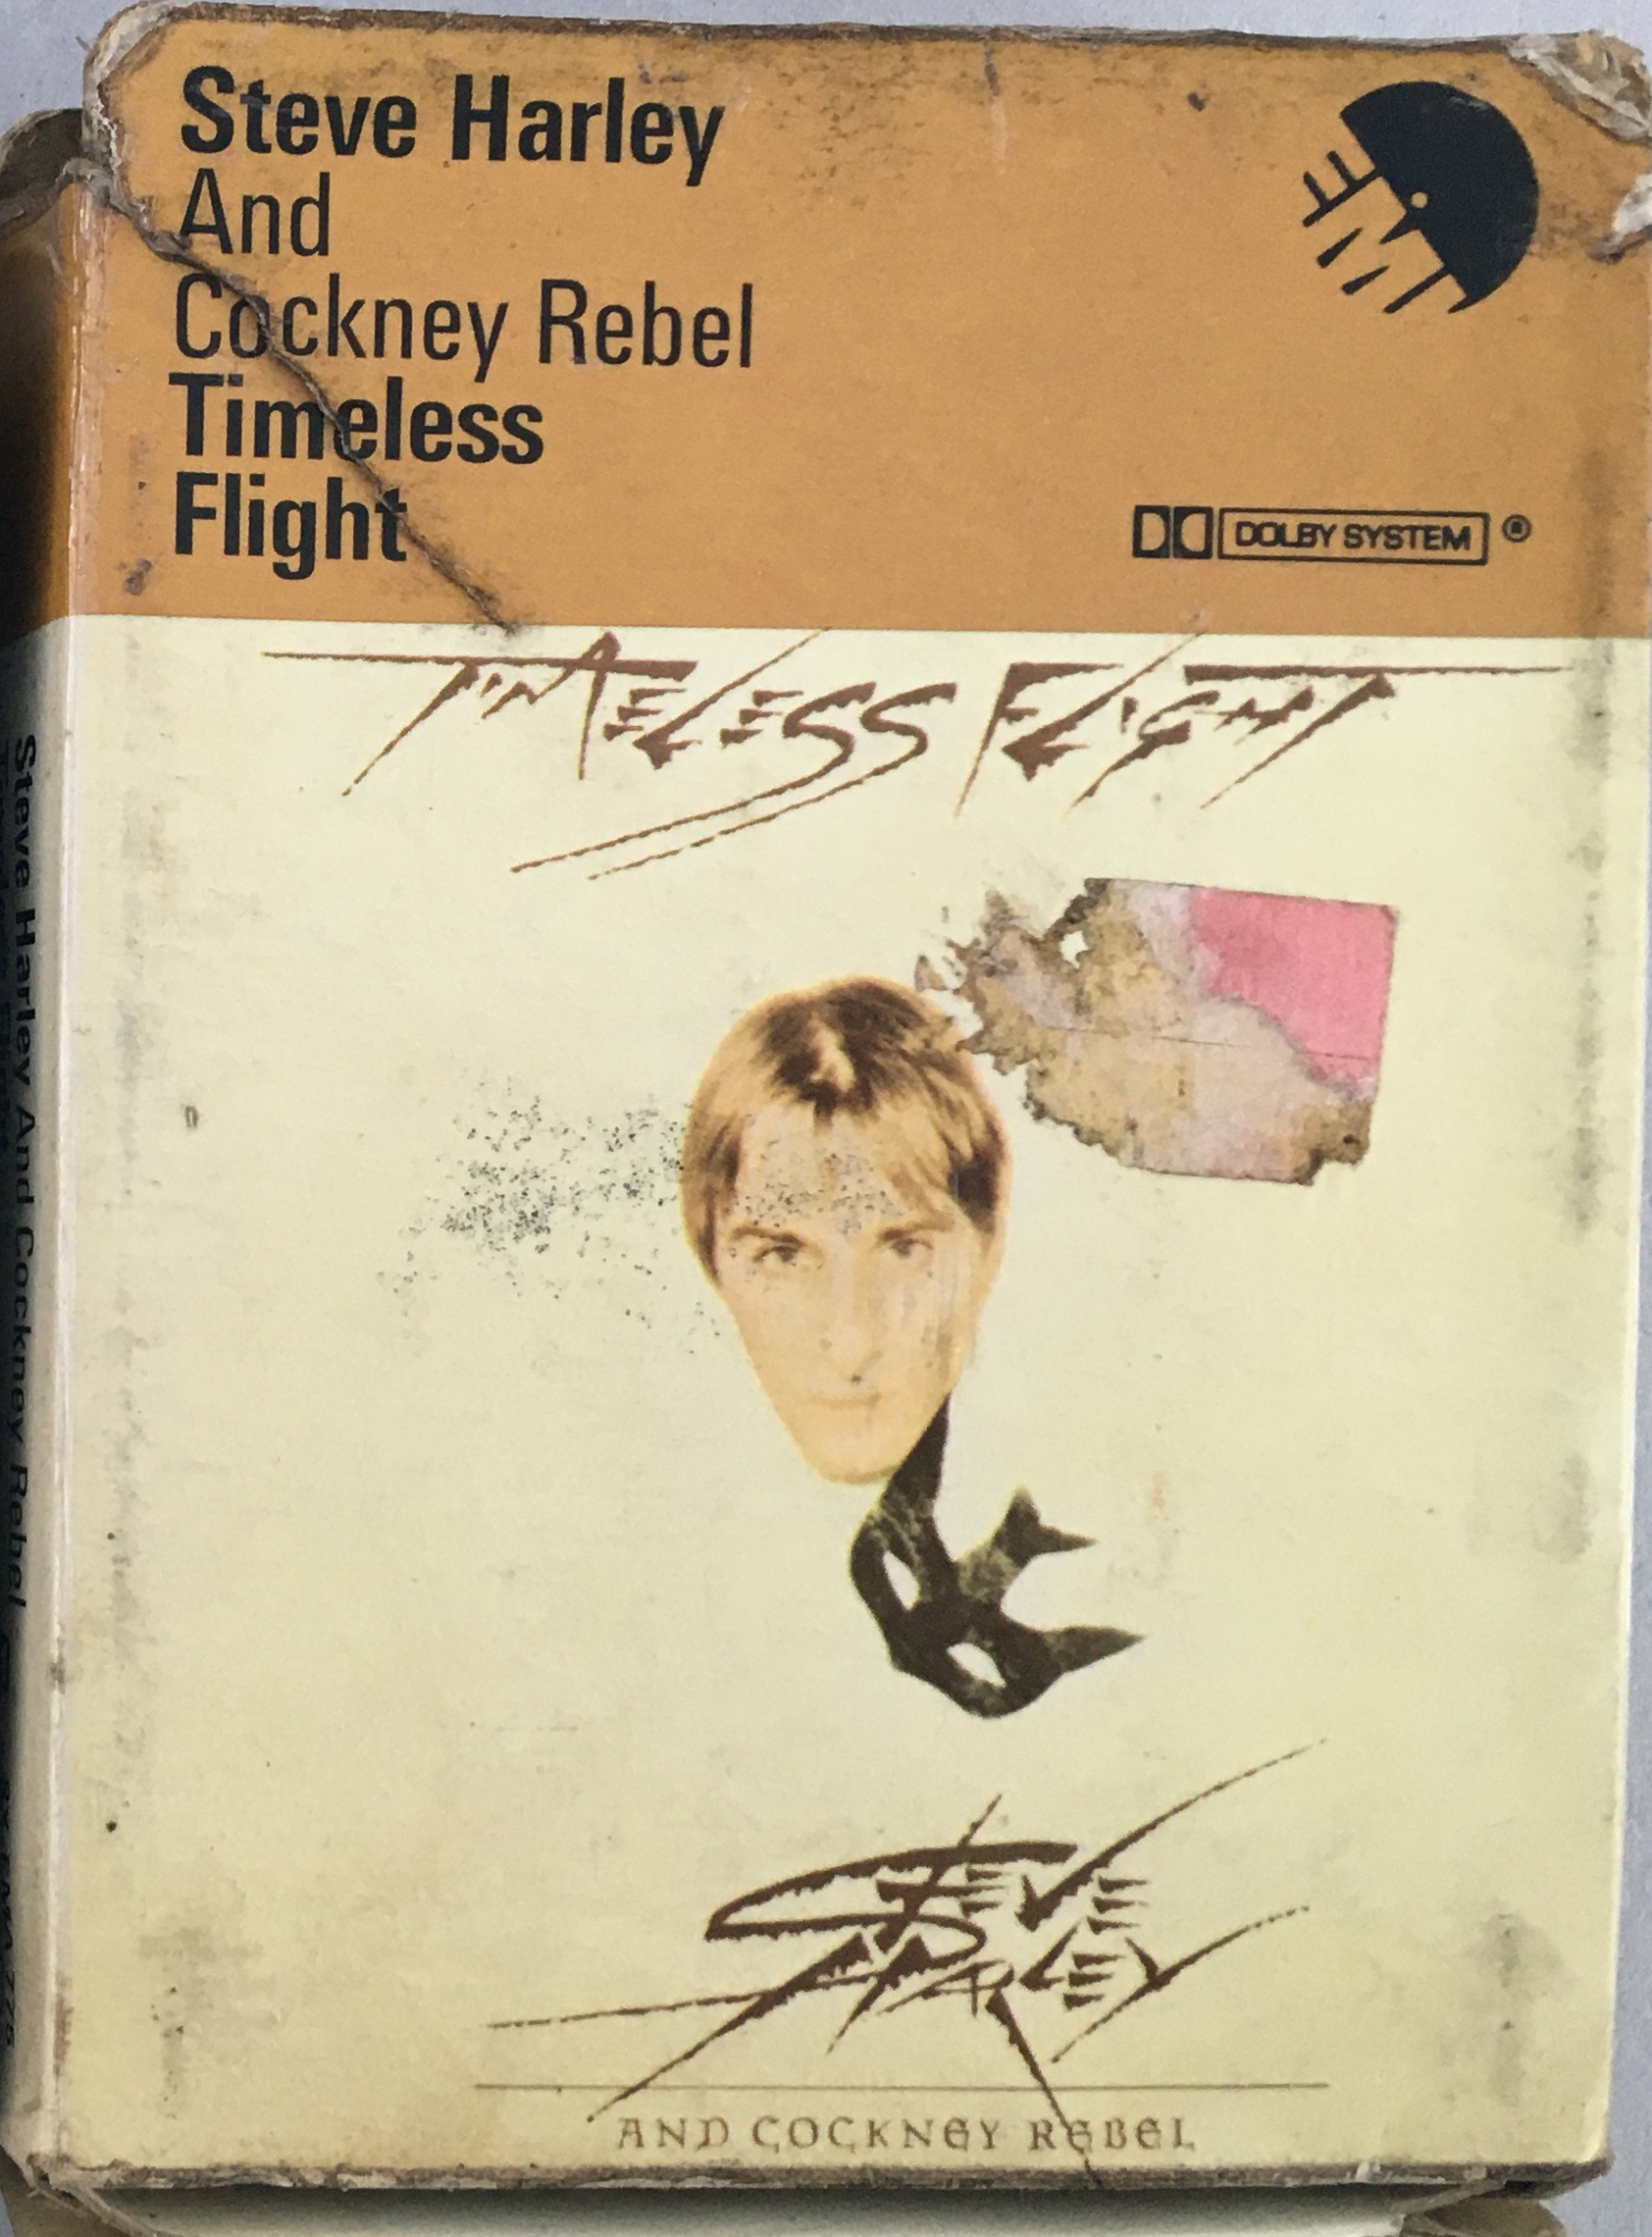 Steve Harley
And
Cockney Rebel
Timeless
Flight
EMI
DOLBY SYSTEM ®
TIMELESS FLIGHT
STEVE
HARLEY
AND COCKNEY REBEL
Steve Harley And Cockney Rebel